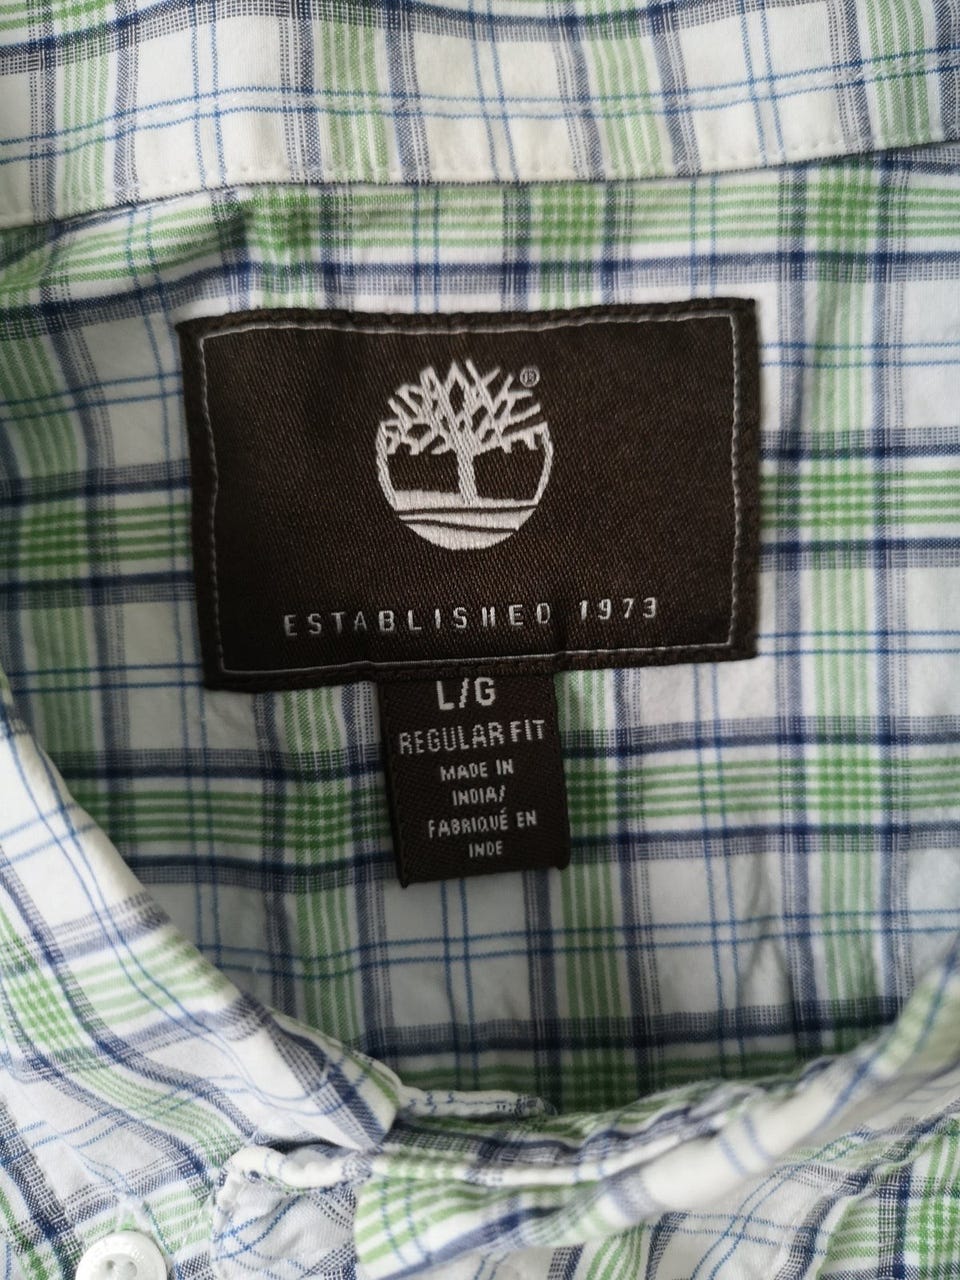 ®
ESTABLISHED 1973
L/G
REGULAR FIT
MADE IN
INDIA/
FABRIQUÉ EN
INDE